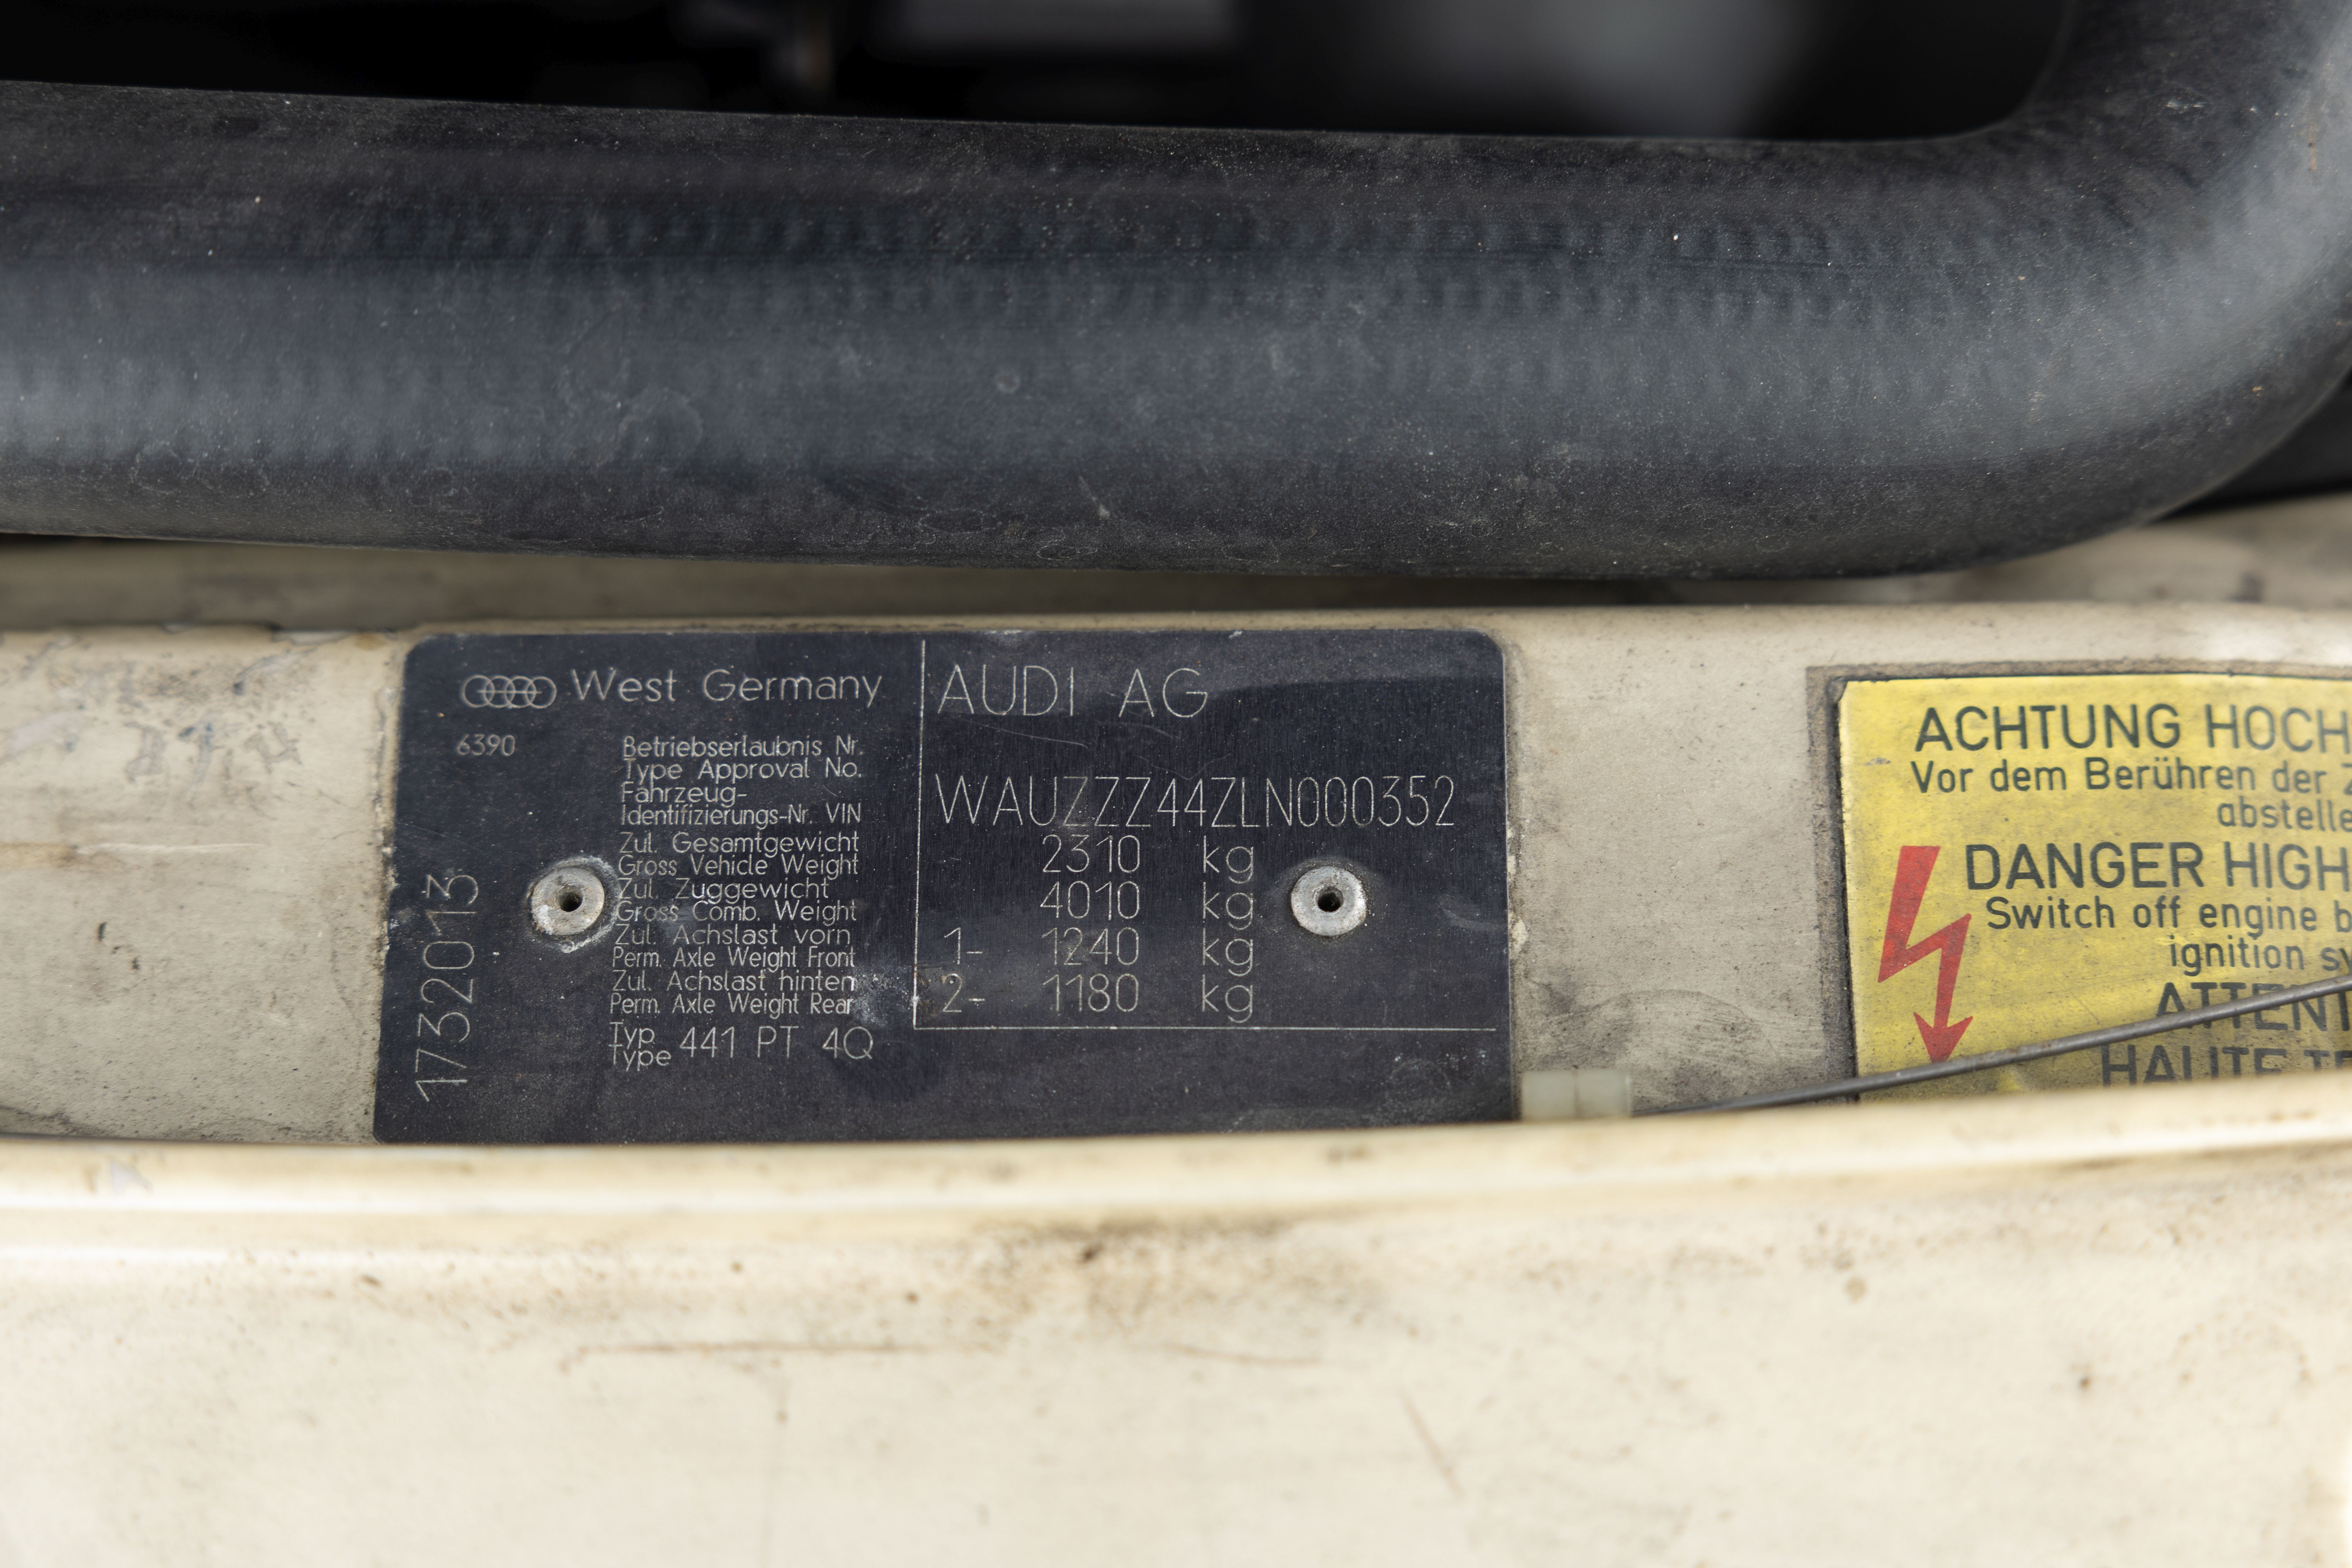 West Germany
AUDI AG
6390
Betriebserlaubnis Nr.
Type Approval No.
Fahrzeug-
Identifizierungs-Nr. VIN
WAUZZZ44ZLN000352
Zul. Gesamtgewicht
Gross Vehicle Weight
2310 kg
Zul. Zuggewicht
Gross Comb. Weight
4010 kg
Zul. Achslast vorn
Perm. Axle Weight Front
1- 1240 kg
Zul. Achslast hinten
Perm. Axle Weight Rear
2- 1180 kg
Typ
Type 441 PT 4Q
1732013
ACHTUNG HOCH
Vor dem Berühren der
abstelle
DANGER HIGH
Switch off engine
ignition
ATTENT
HAUTE